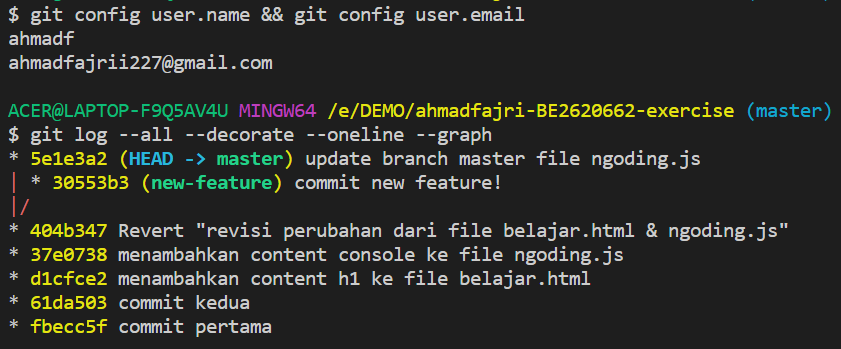 $ git config user.name && git config user.email
ahmadf
ahmadfajrii227@gmail.com
ACER@LAPTOP-F9Q5AV4U MINGW64 /e/DEMO/ahmadfajri-BE2620662-exercise (master)
$ git log --all --decorate --oneline --graph
* 5e1e3a2 (HEAD -> master) update branch master file ngoding.js
| * 30553b3 (new-feature) commit new feature!
|/
* 404b347 Revert "revisi perubahan dari file belajar.html & ngoding.js"
* 37e0738 menambahkan content console ke file ngoding.js
* d1cfce2 menambahkan content h1 ke file belajar.html
* 61da503 commit kedua
* fbecc5f commit pertama